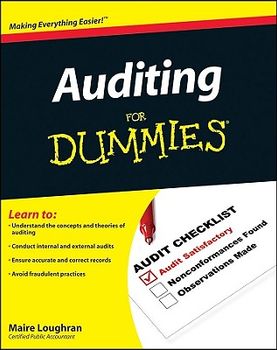 Making Everything Easier!™
Auditing
FOR
DUMMIES®
Learn to:
• Understand the concepts and theories of
auditing
• Conduct internal and external audits
• Ensure accurate and correct records
• Avoid fraudulent practices
AUDIT CHECKLIST
Audit Satisfactory
Nonconformances Found
Observations Made
Maire Loughran
Certified Public Accountant